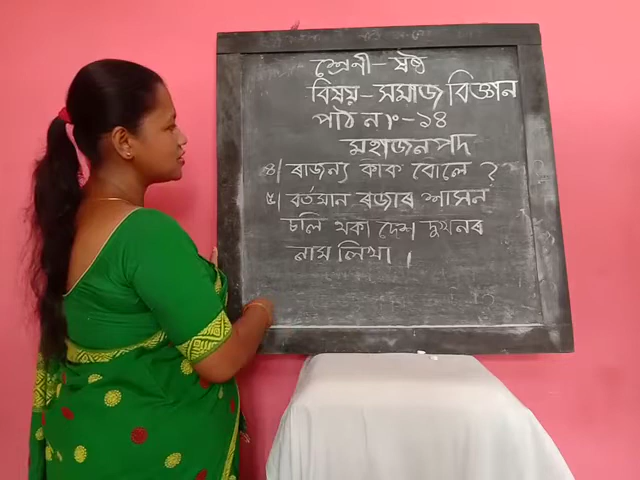 শ্ৰেণী - ষষ্ঠ
বিষয় - সমাজ বিজ্ঞান
পাঠ নং - ১৪
মহাজনপদ
৪| ৰাজন্য কাক বোলে ?
৫| বৰ্তমান ৰজাৰ শাসন
চলি থকা দেশ দুখনৰ
নাম লিখা ।